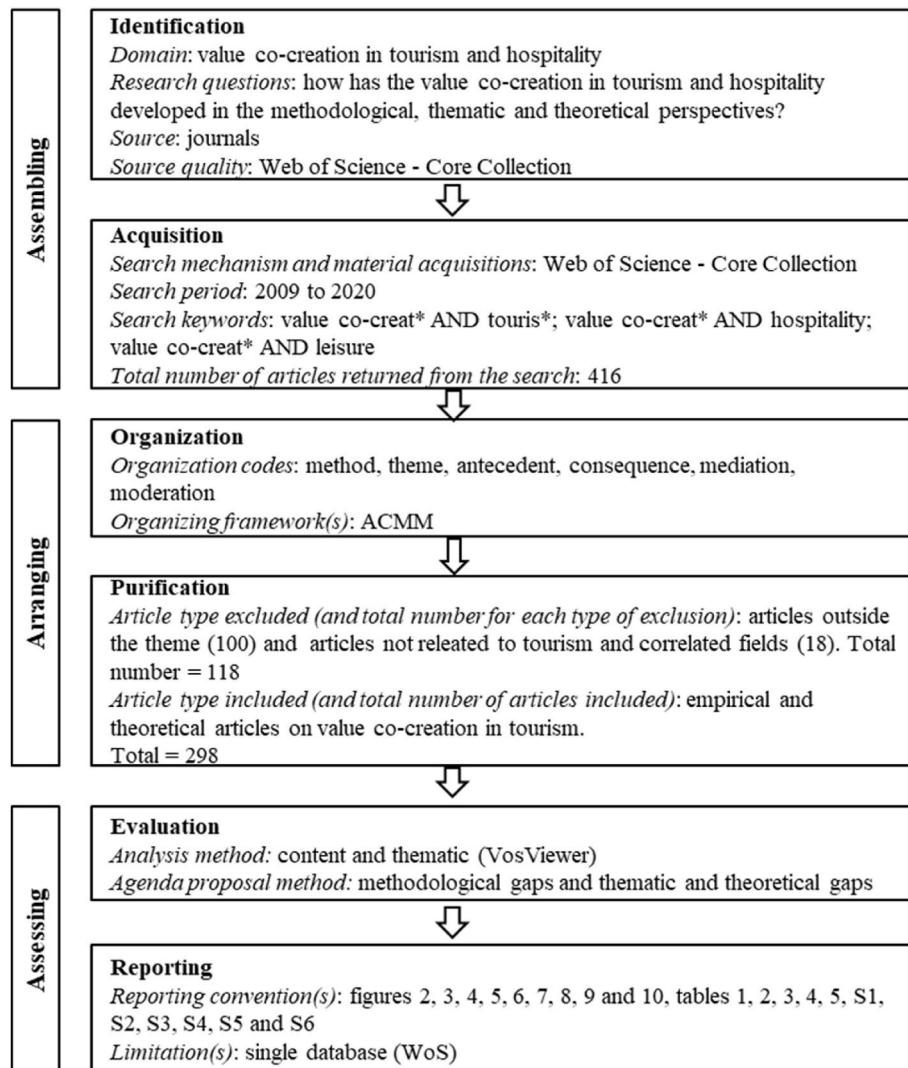 Assembling
Identification
Domain: value co-creation in tourism and hospitality
Research questions: how has the value co-creation in tourism and hospitality
developed in the methodological, thematic and theoretical perspectives?
Source: journals
Source quality: Web of Science - Core Collection
Acquisition
Search mechanism and material acquisitions: Web of Science - Core Collection
Search period: 2009 to 2020
Search keywords: value co-creat* AND touris*; value co-creat* AND hospitality;
value co-creat* AND leisure
Total number of articles returned from the search: 416
Arranging
Organization
Organization codes: method, theme, antecedent, consequence, mediation,
moderation
Organizing framework(s): ACMM
Purification
Article type excluded (and total number for each type of exclusion): articles outside
the theme (100) and articles not releated to tourism and correlated fields (18). Total
number = 118
Article type included (and total number of articles included): empirical and
theoretical articles on value co-creation in tourism.
Total = 298
Assessing
Evaluation
Analysis method: content and thematic (VosViewer)
Agenda proposal method: methodological gaps and thematic and theoretical gaps
Reporting
Reporting convention(s): figures 2, 3, 4, 5, 6, 7, 8, 9 and 10, tables 1, 2, 3, 4, 5, S1,
S2, S3, S4, S5 and S6
Limitation(s): single database (WoS)